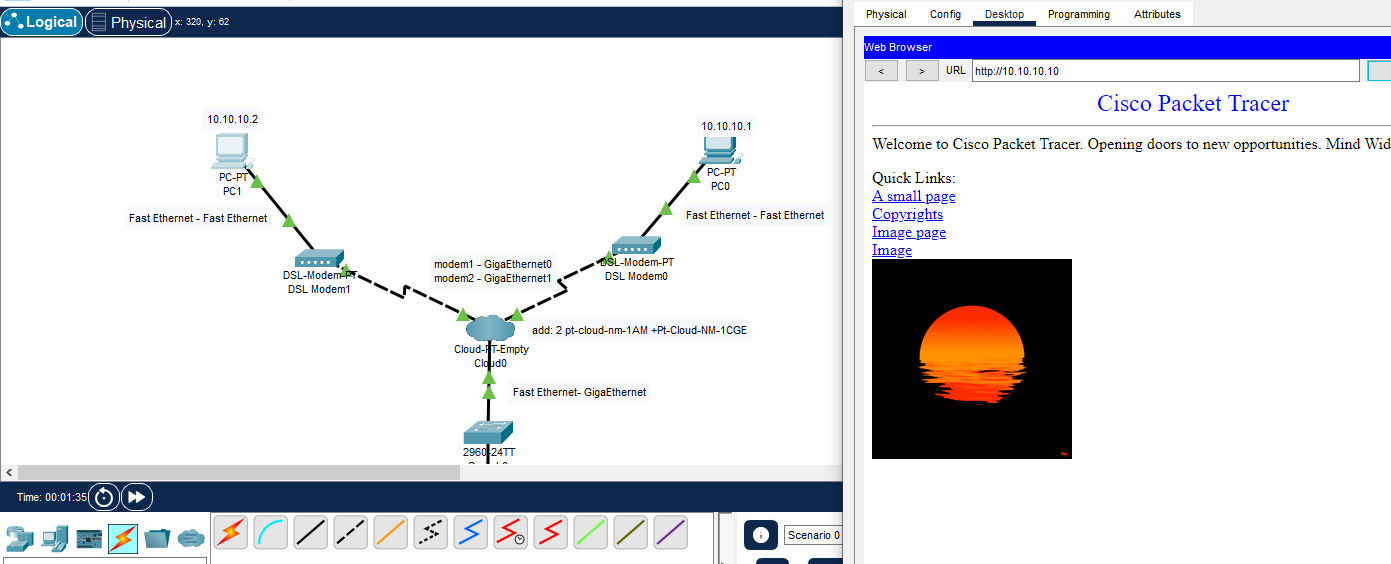 Logical
Physical
x: 320, y: 62
10.10.10.2
PC-PT
PC1
Fast Ethernet - Fast Ethernet
DSL-Modem-PT
DSL Modem1
modem1 - GigaEthernet0
modem2 - GigaEthernet1
10.10.10.1
PC-PT
PC0
Fast Ethernet - Fast Ethernet
DSL-Modem-PT
DSL Modem0
add: 2 pt-cloud-nm-1AM +Pt-Cloud-NM-1CGE
Cloud-PT-Empty
Cloud0
Fast Ethernet- GigaEthernet
2960-24TT
Time: 00:01:35
Scenario 0
Physical
Config
Desktop
Programming
Attributes
Web Browser
<
>
URL
http://10.10.10.10
Cisco Packet Tracer
Welcome to Cisco Packet Tracer. Opening doors to new opportunities. Mind Wid
Quick Links:
A small page
Copyrights
Image page
Image